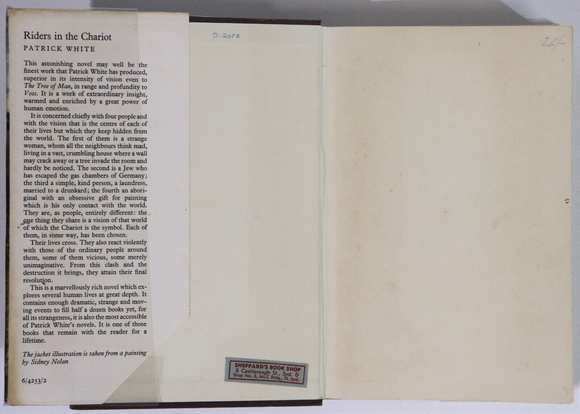 Riders in the Chariot
PATRICK WHITE
This astonishing novel may well be the
finest work that Patrick White has produced,
superior in its intensity of vision even to
The Tree of Man, in range and profundity to
Voss. It is a work of extraordinary insight,
warmed and enriched by a great power of
human emotion.
It is concerned chiefly with four people and
with the vision that is the centre of each of
their lives but which they keep hidden from
the world. The first of them is a strange
woman, whom all the neighbours think mad,
living in a vast, crumbling house where a wall
may crack away or a tree invade the room and
hardly be noticed. The second is a Jew who
has escaped the gas chambers of Germany;
the third a simple, kind person, a laundress,
married to a drunkard; the fourth an abori-
ginal with an obsessive gift for painting
which is his only contact with the world.
They are, as people, entirely different: the
one thing they share is a vision of that world
of which the Chariot is the symbol. Each of
them, in some way, has been chosen.
Their lives cross. They also react violently
with those of the ordinary people around
them, some of them vicious, some merely
unimaginative. From this clash and the
destruction it brings, they attain their final
resolution.
This is a marvellously rich novel which ex-
plores several human lives at great depth. It
contains enough dramatic, strange and mov-
ing events to fill half a dozen books yet, for
all its strangeness, it is also the most accessible
of Patrick White's novels. It is one of those
books that remain with the reader for a
lifetime.
The jacket illustration is taken from a painting
by Sidney Nolan
6/4253/2
SHEPPARD'S BOOK SHOP
8 Castlereagh St., Syd. &
Shop No. 6, MLC Bldg., N. Syd.